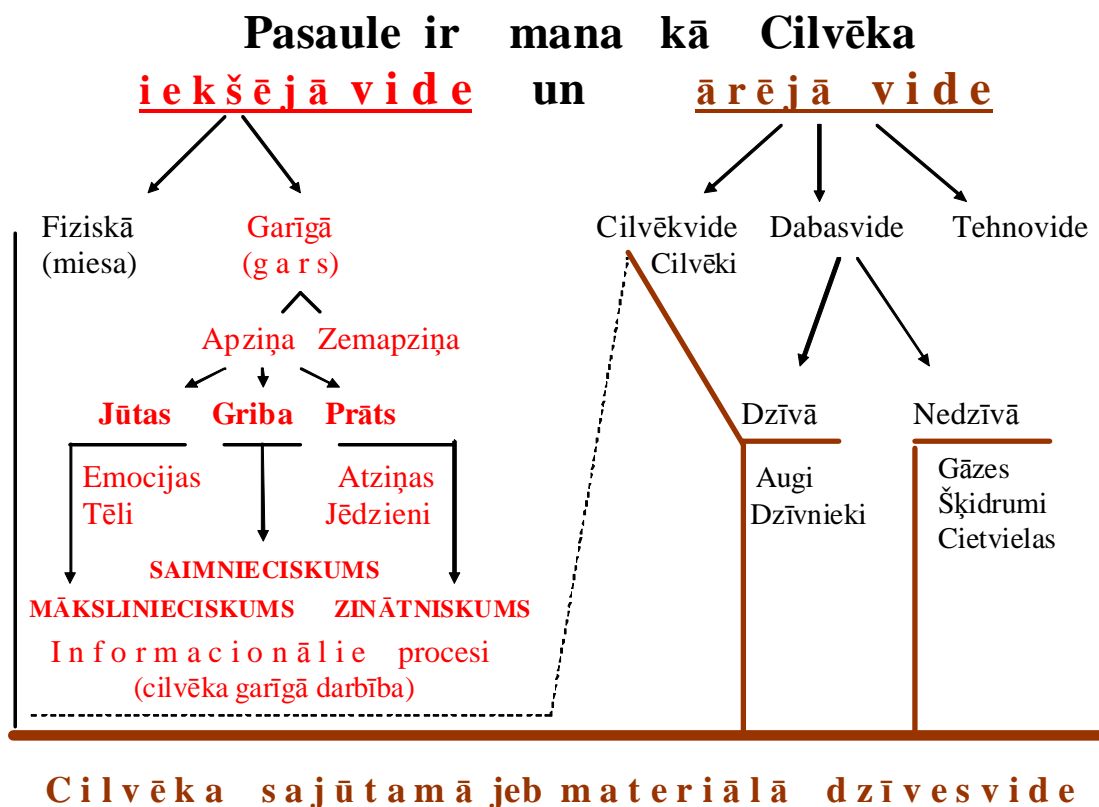 Pasaule ir mana kā Cilvēka
iekšējā vide un ārējā vide
Fiziskā
(miesa)
Garīgā
(gars)
Cilvēkvide
Cilvēki
Dabasvide
Tehnovide
Apziņa Zemapziņa
Jūtas Griba Prāts
Emocijas
Tēli
Atziņas
Jēdzieni
Dzīvā
Augi
Dzīvnieki
Nedzīvā
Gāzes
Šķidrumi
Cietvielas
SAIMNIECISKUMS
MĀKSLINIECISKUMS ZINĀTNISKUMS
Informacionālie procesi
(cilvēka garīgā darbība)
Cilvēka sajūtamā jeb materiālā dzīvesvide